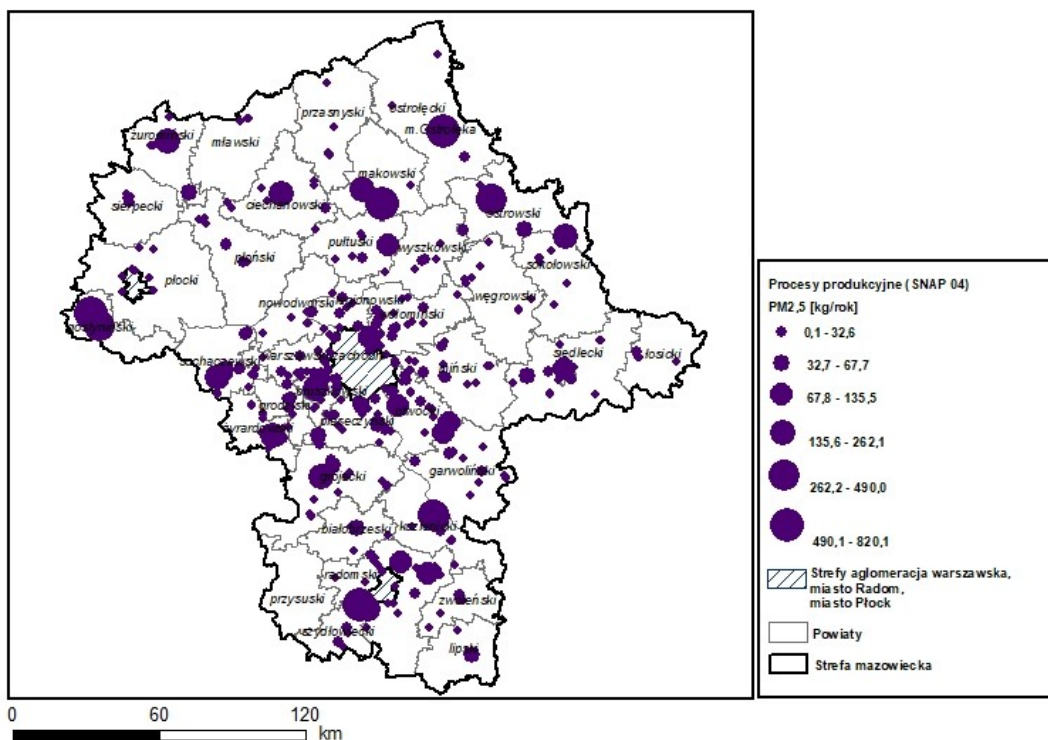 przasnyski
ostrołęcki
m.Ostrołęka
żuromiński
mławski
makowski
sierpecki
ciechanowski
ostrowski
pułtuski
wyszkowski
sokołowski
płoński
płocki
węgrowski
nowodworski
legionowski
wołomiński
gostyniński
sochaczewski
warszawski zachodni
miński
siedlecki
łosicki
grodziski
otwocki
piaseczyński
żyrardowski
grójecki
garwoliński
białobrzeski
kozienicki
radomski
przysuski
zwoleński
szydłowiecki
lipski
Procesy produkcyjne ( SNAP 04)
PM2,5 [kg/rok]
0,1 - 32,6
32,7 - 67,7
67,8 - 135,5
135,6 - 262,1
262,2 - 490,0
490,1 - 820,1
Strefy aglomeracja warszawska,
miasto Radom,
miasto Płock
Powiaty
Strefa mazowiecka
0 60 120
km